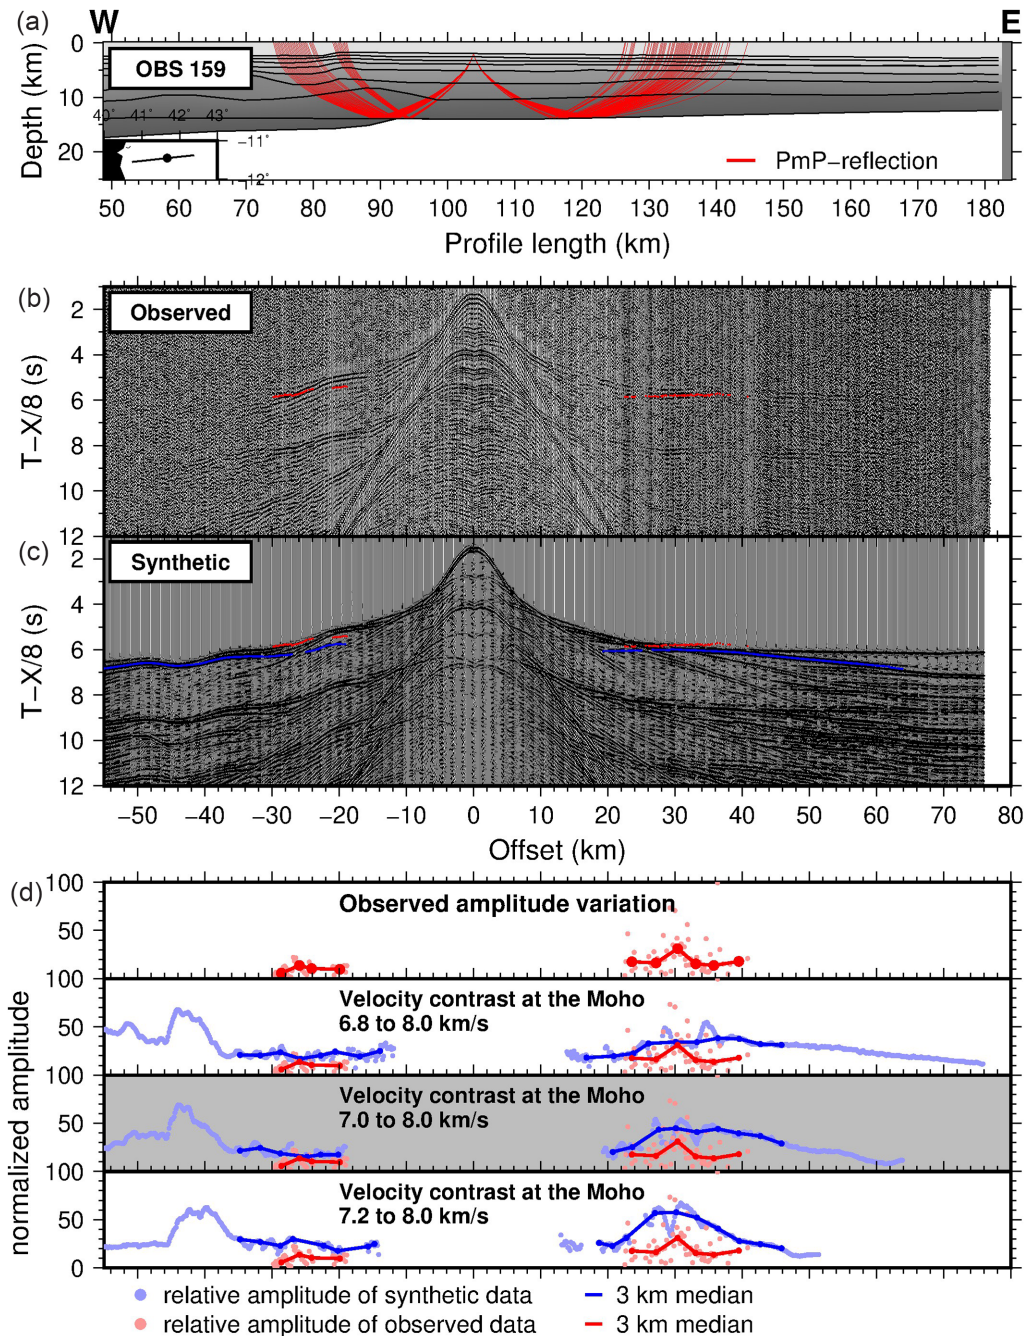 (a) W E
0
10
20
Depth (km)
OBS 159
40° 41° 42° 43°
−11°
−12°
PmP−reflection
50 60 70 80 90 100 110 120 130 140 150 160 170 180
Profile length (km)
(b)
Observed
2
4
6
8
10
12
T−X/8 (s)
(c)
Synthetic
2
4
6
8
10
12
T−X/8 (s)
−50 −40 −30 −20 −10 0 10 20 30 40 50 60 70 80
Offset (km)
(d)
normalized amplitude
100
50
Observed amplitude variation
100
50
Velocity contrast at the Moho
6.8 to 8.0 km/s
100
50
Velocity contrast at the Moho
7.0 to 8.0 km/s
100
50
0
Velocity contrast at the Moho
7.2 to 8.0 km/s
relative amplitude of synthetic data 3 km median
relative amplitude of observed data 3 km median